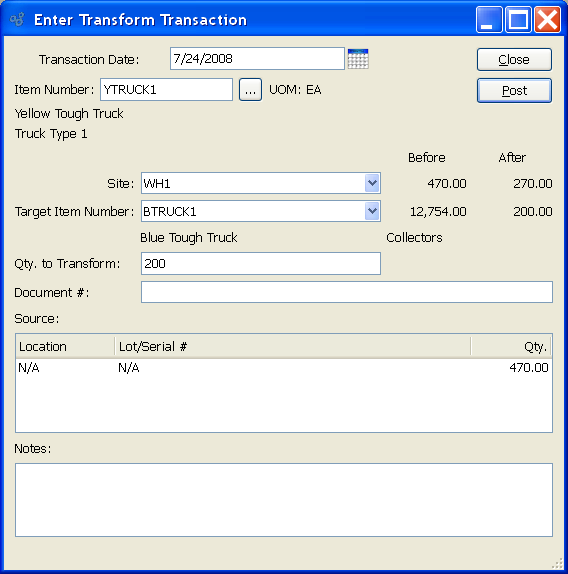 Enter Transform Transaction
Transaction Date: 7/24/2008 Close
Item Number: YTRUCK1 ... UOM: EA Post
Yellow Tough Truck
Truck Type 1
Before After
Site: WH1 470.00 270.00
Target Item Number: BTRUCK1 12,754.00 200.00
Blue Tough Truck Collectors
Qty. to Transform: 200
Document #:
Source:
Location Lot/Serial # Qty.
N/A N/A 470.00
Notes: